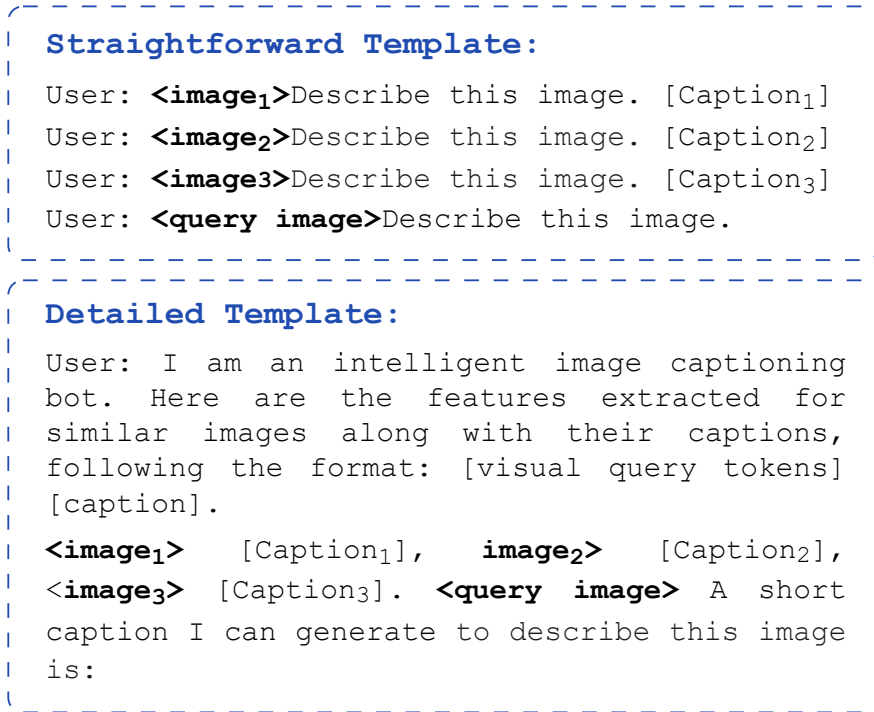 Straightforward Template:
User: <image₁>Describe this image. [Caption₁]
User: <image₂>Describe this image. [Caption₂]
User: <image3>Describe this image. [Caption₃]
User: <query image>Describe this image.
Detailed Template:
User: I am an intelligent image captioning
bot. Here are the features extracted for
similar images along with their captions,
following the format: [visual query tokens]
[caption].
<image₁> [Caption₁], image₂> [Caption₂],
<image₃> [Caption₃]. <query image> A short
caption I can generate to describe this image
is: